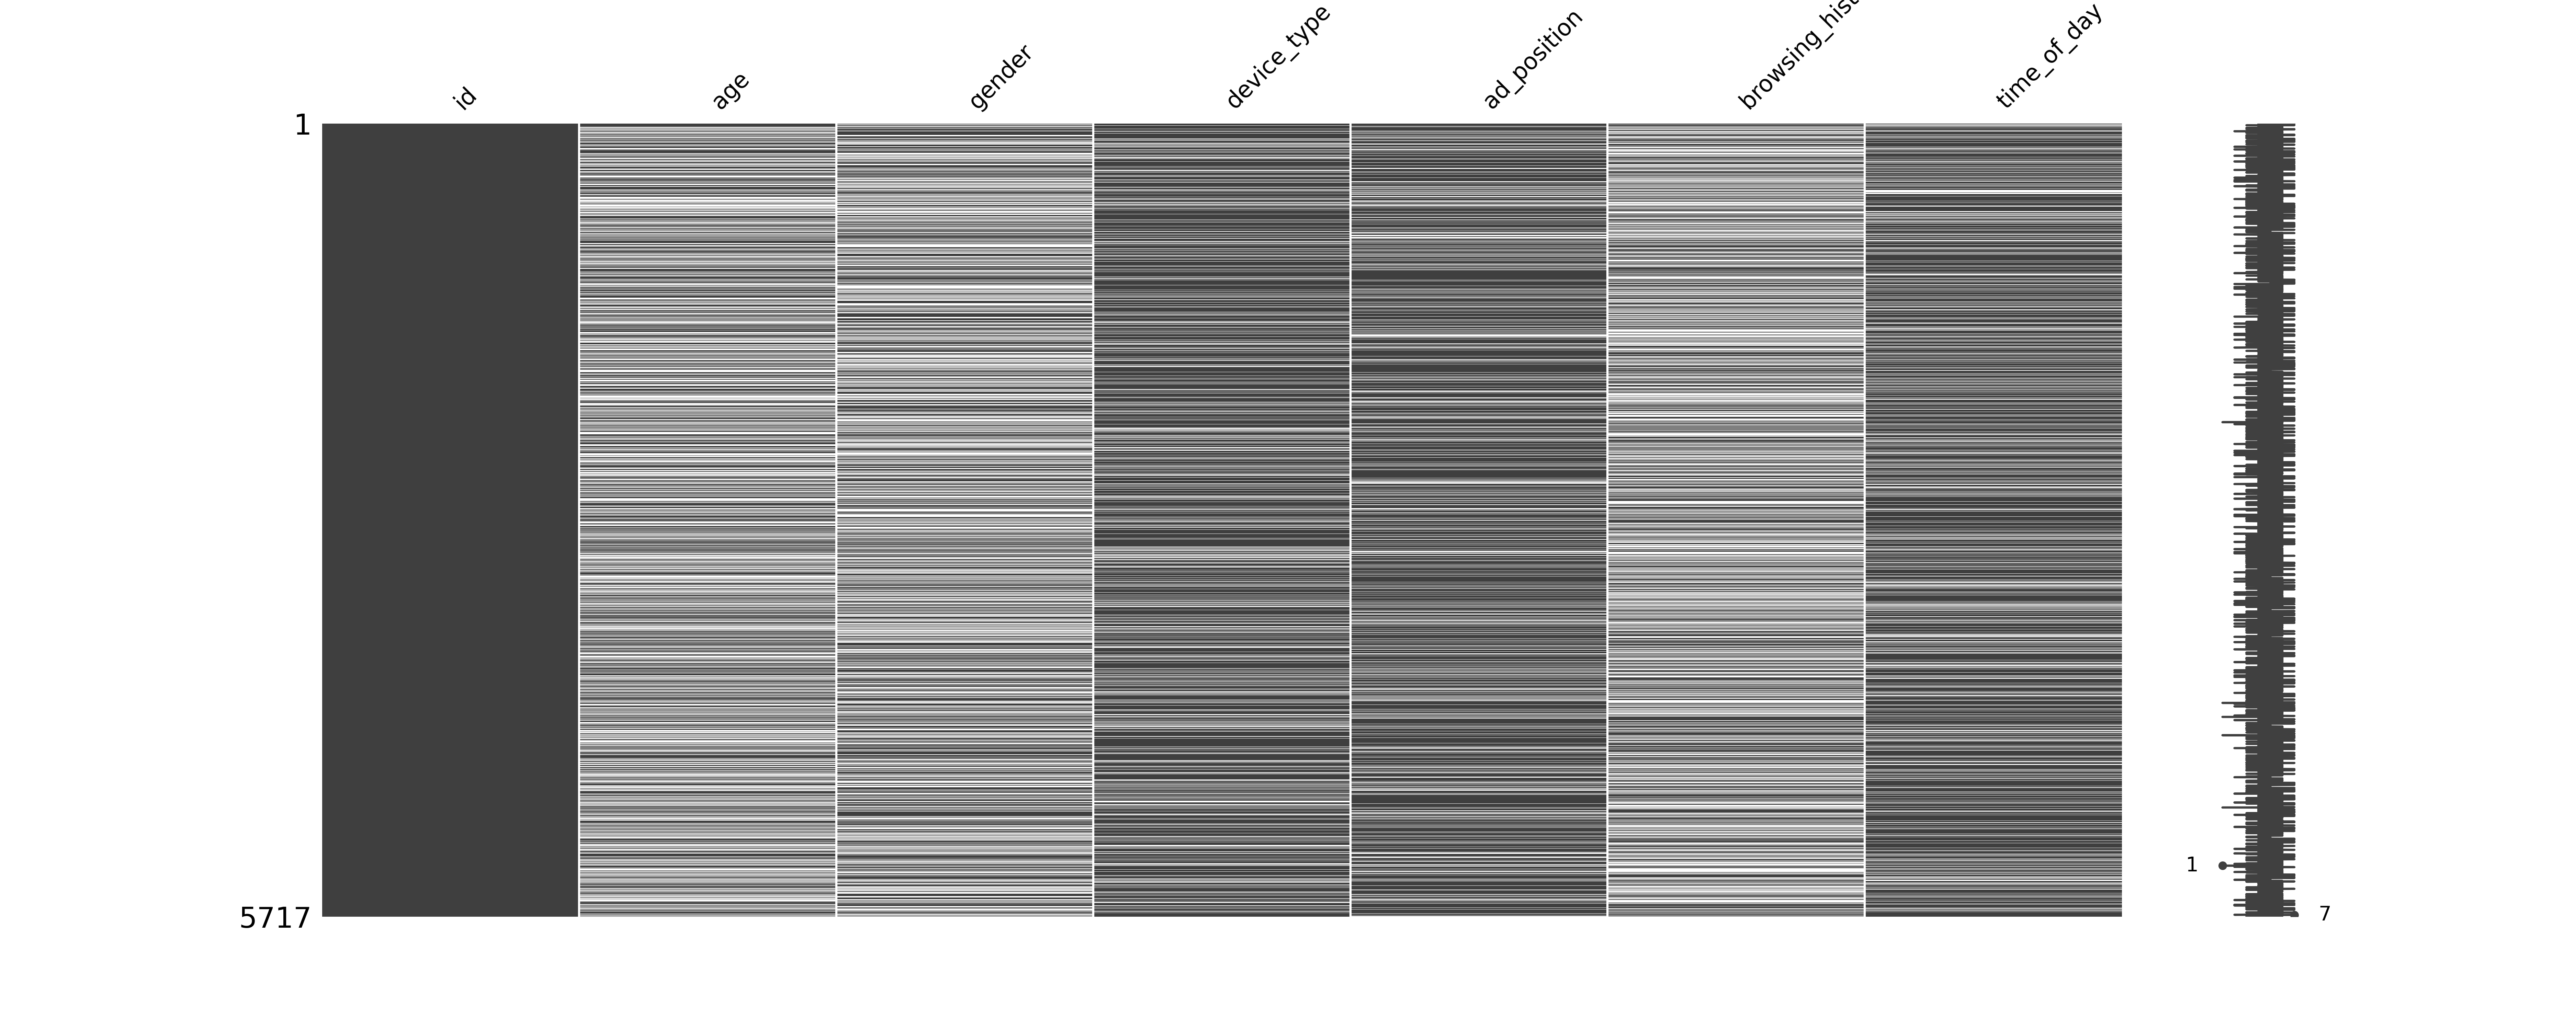 id
age
gender
device_type
ad_position
time_of_day
1
5717
1
7